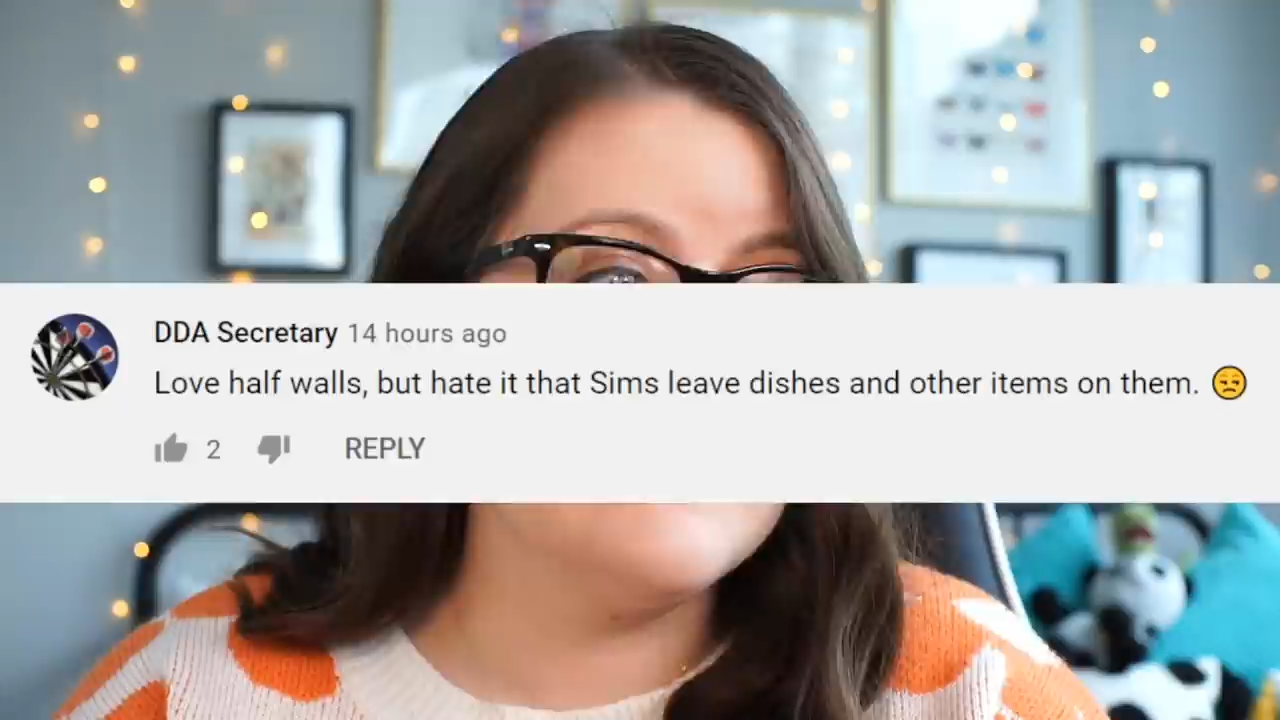 DDA Secretary 14 hours ago
Love half walls, but hate it that Sims leave dishes and other items on them. 😒
2 REPLY